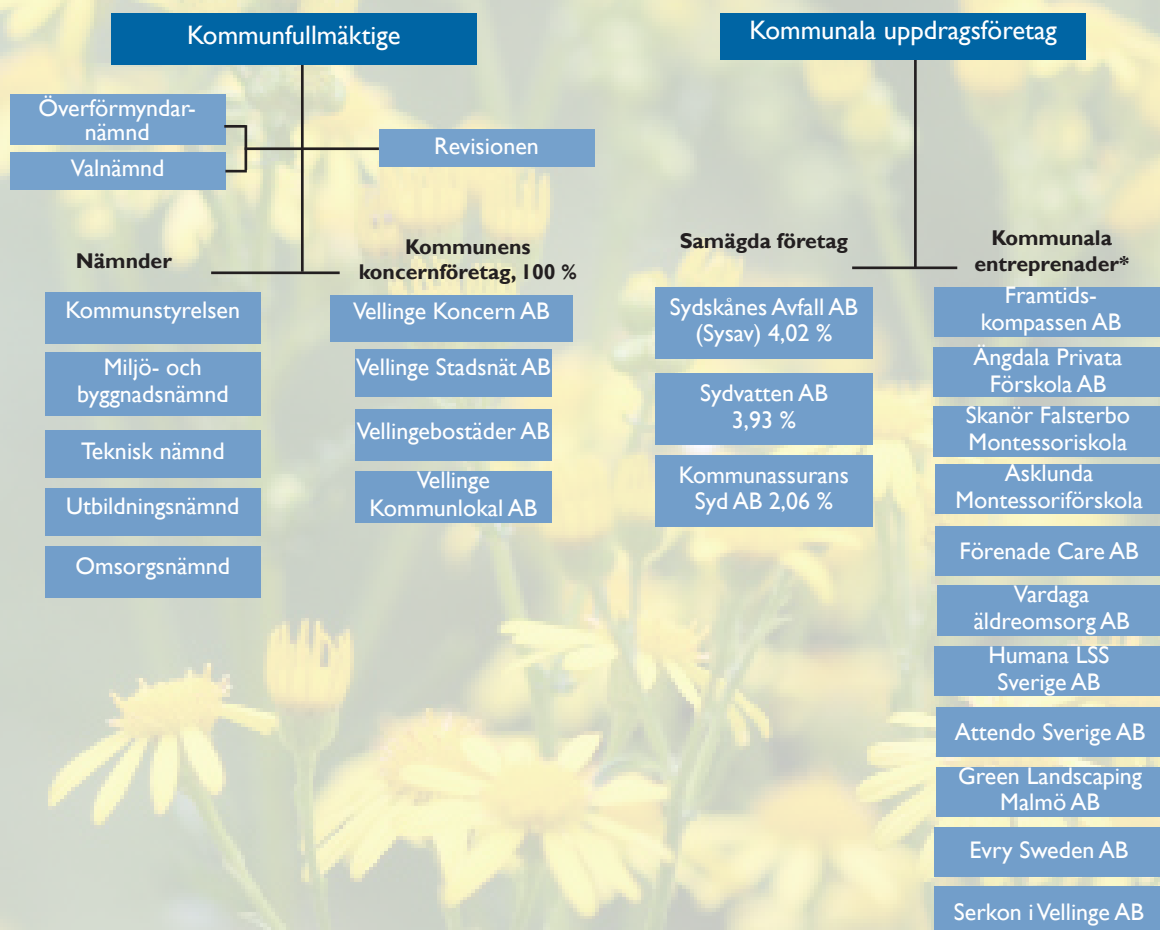 Kommunfullmäktige
Överförmyndar-
nämnd
Valnämnd
Revisionen
Nämnder
Kommunstyrelsen
Miljö- och
byggnadsnämnd
Teknisk nämnd
Utbildningsnämnd
Omsorgsnämnd
Kommunens
koncernföretag, 100 %
Vellinge Koncern AB
Vellinge Stadsnät AB
Vellingebostäder AB
Vellinge
Kommunlokal AB
Kommunala uppdragsföretag
Samägda företag
Sydskånes Avfall AB
(Sysav) 4,02 %
Sydvatten AB
3,93 %
Kommunassurans
Syd AB 2,06 %
Kommunala
entreprenader*
Framtids-
kompassen AB
Ängdala Privata
Förskola AB
Skanör Falsterbo
Montessoriskola
Asklunda
Montessoriförskola
Förenade Care AB
Vardaga
äldreomsorg AB
Humana LSS
Sverige AB
Attendo Sverige AB
Green Landscaping
Malmö AB
Evry Sweden AB
Serkon i Vellinge AB